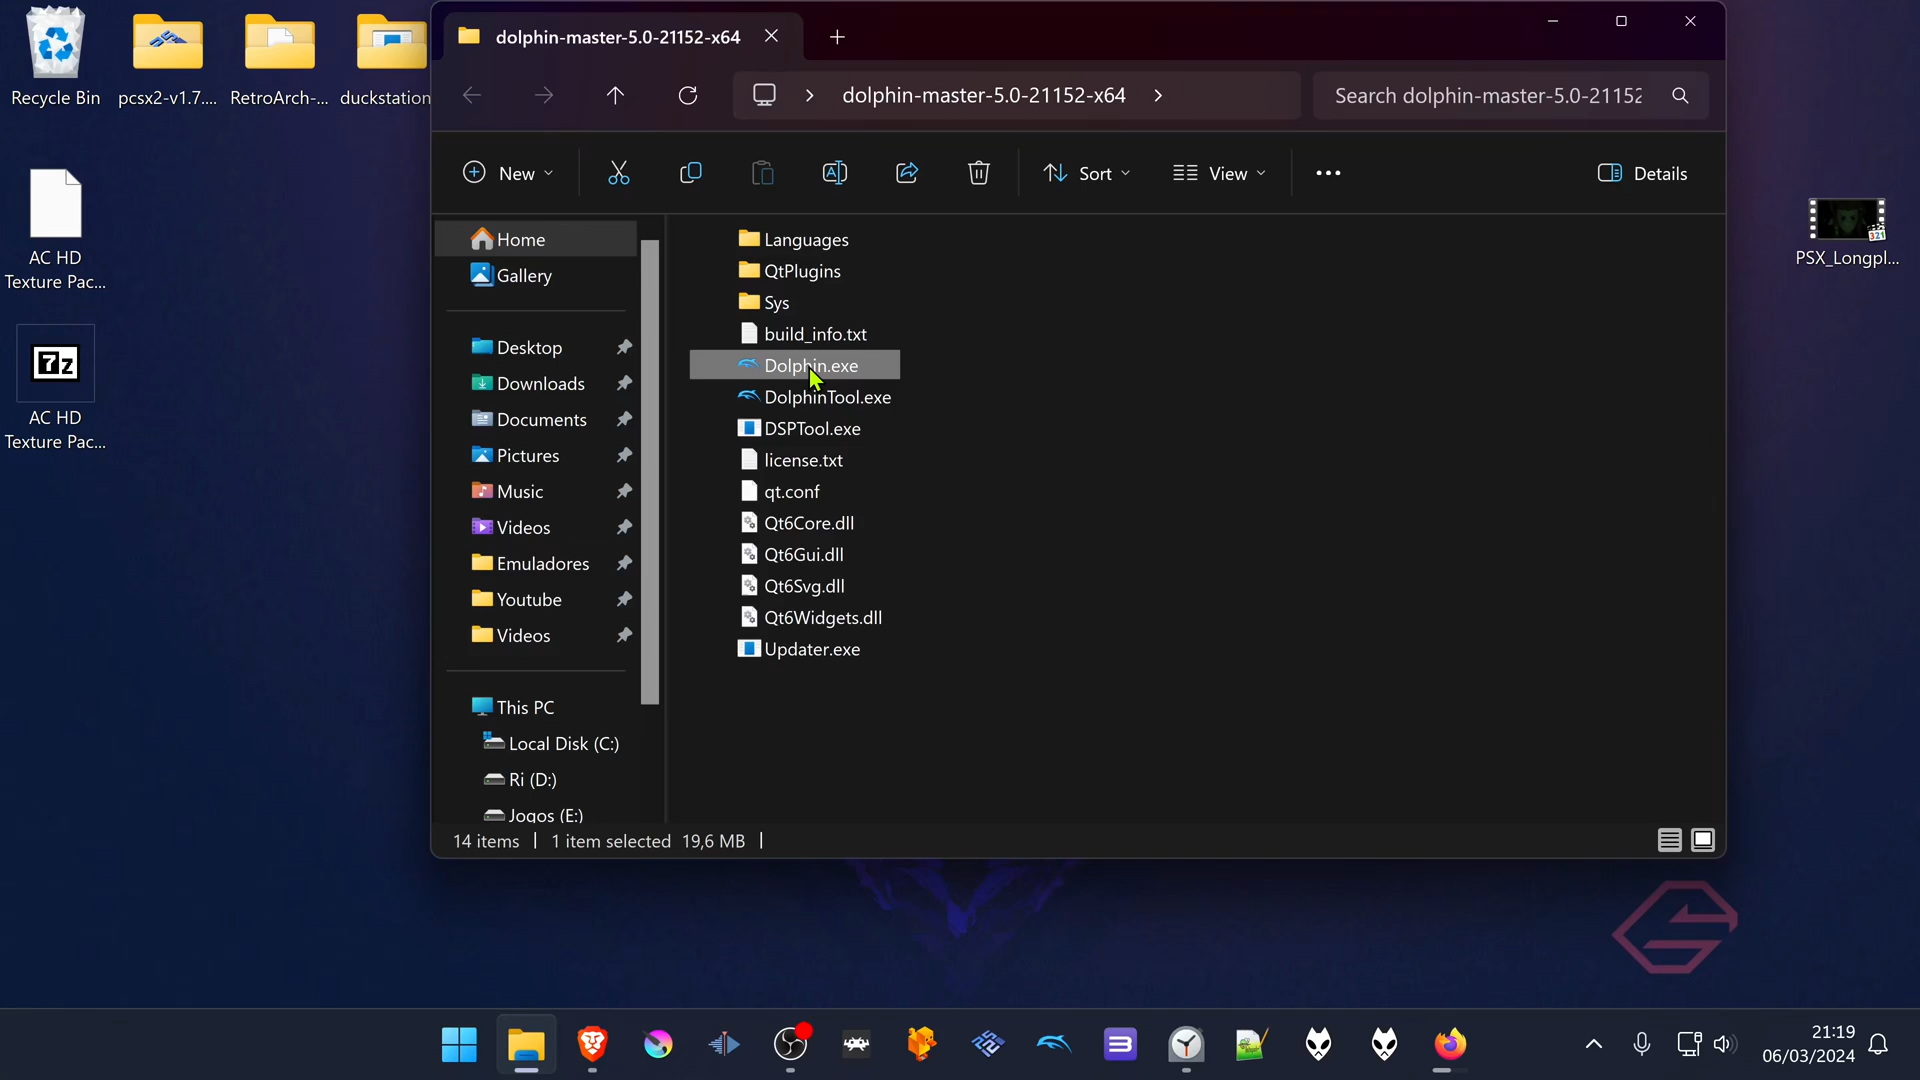 Recycle Bin
pcsx2-v1.7....
RetroArch-...
duckstation
AC HD
Texture Pac...
7z
AC HD
Texture Pac...
dolphin-master-5.0-21152-x64
dolphin-master-5.0-21152-x64
Search dolphin-master-5.0-21152
New
Sort
View
Details
Home
Gallery
Desktop
Downloads
Documents
Pictures
Music
Videos
Emuladores
Youtube
Videos
This PC
Local Disk (C:)
Ri (D:)
Jogos (E:)
Languages
QtPlugins
Sys
build_info.txt
Dolphin.exe
DolphinTool.exe
DSPTool.exe
license.txt
qt.conf
Qt6Core.dll
Qt6Gui.dll
Qt6Svg.dll
Qt6Widgets.dll
Updater.exe
14 items
1 item selected 19,6 MB
321
PSX_Longpl...
21:19
06/03/2024